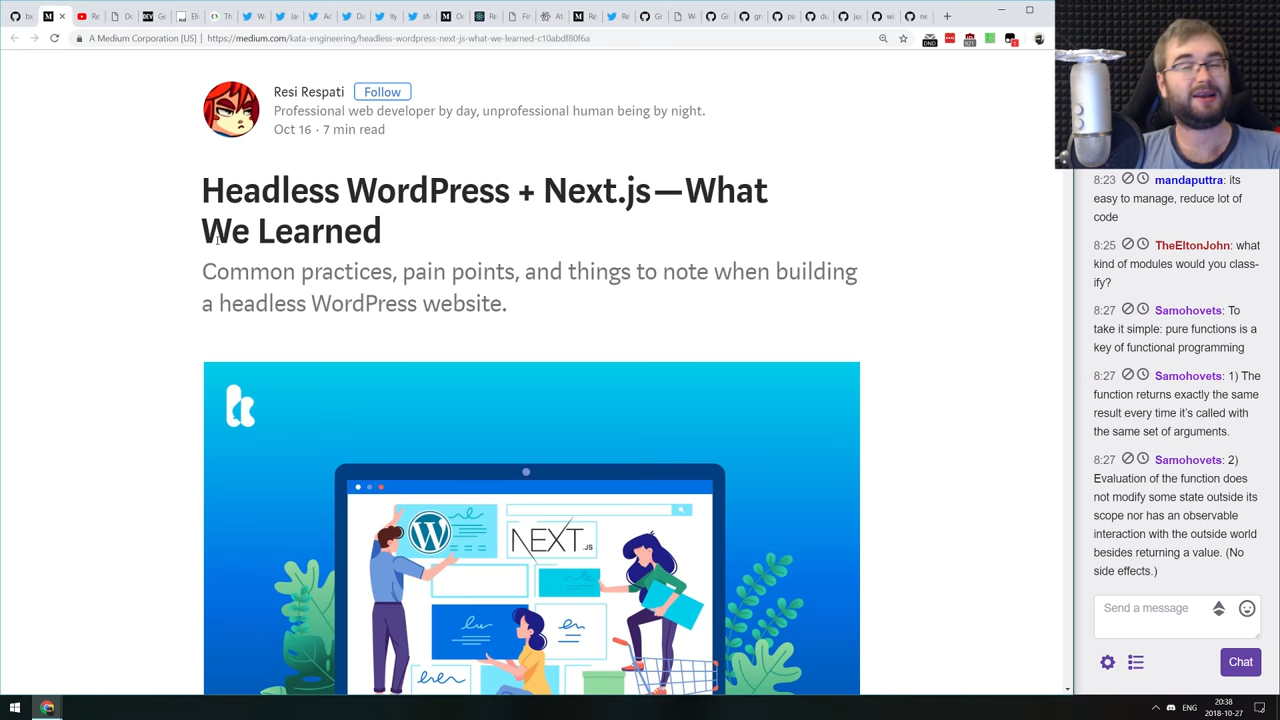 A Medium Corporation [US] | https://medium.com/kata-engineering/headless-wordpress-next-js-what-we-learned-c10abdf80f6a
DND
921
Resi Respati Follow
Professional web developer by day, unprofessional human being by night.
Oct 16 · 7 min read
Headless WordPress + Next.js—What
We Learned
Common practices, pain points, and things to note when building
a headless WordPress website.
NEXT.JS
8:23 mandaputtra: its
easy to manage, reduce lot of
code
8:25 TheEltonJohn: what
kind of modules would you class-
ify?
8:27 Samohovets: To
take it simple: pure functions is a
key of functional programming
8:27 Samohovets: 1) The
function returns exactly the same
result every time it's called with
the same set of arguments.
8:27 Samohovets: 2)
Evaluation of the function does
not modify some state outside its
scope nor has an observable
interaction with the outside world
besides returning a value. (No
side effects.)
Send a message
Chat
ENG
20:38
2018-10-27